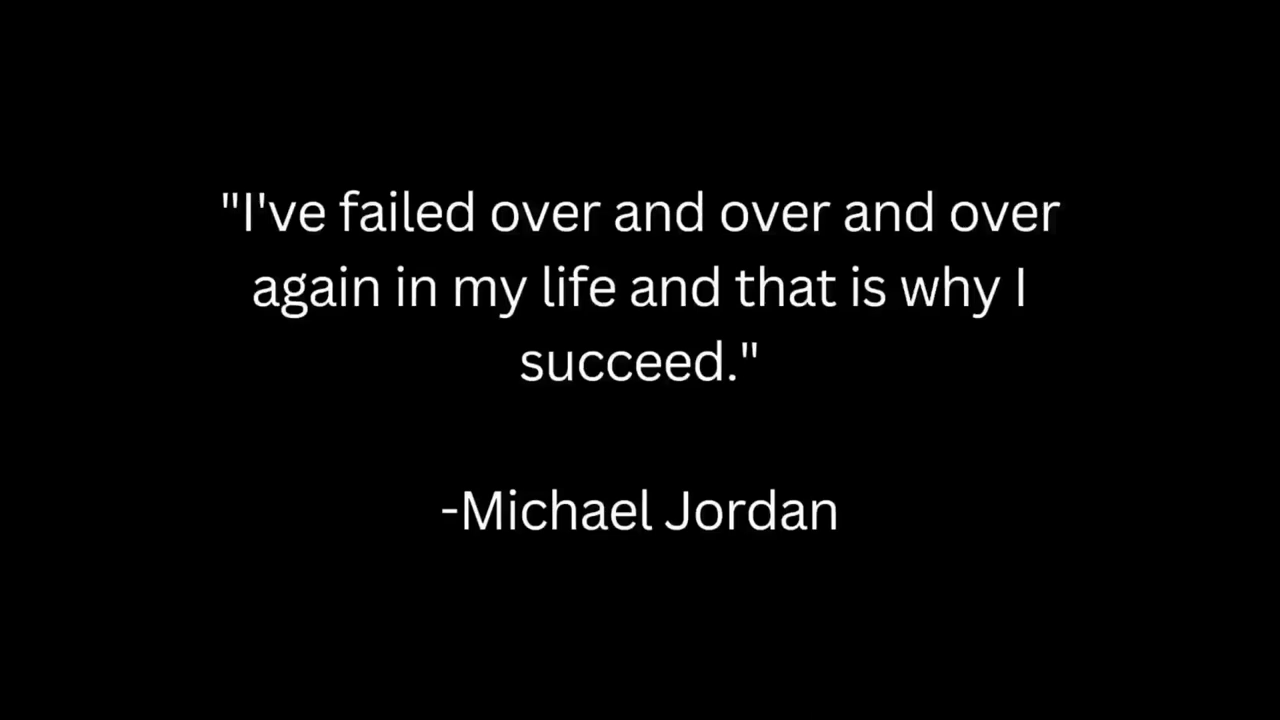 "I've failed over and over and over
again in my life and that is why I
succeed."
-Michael Jordan